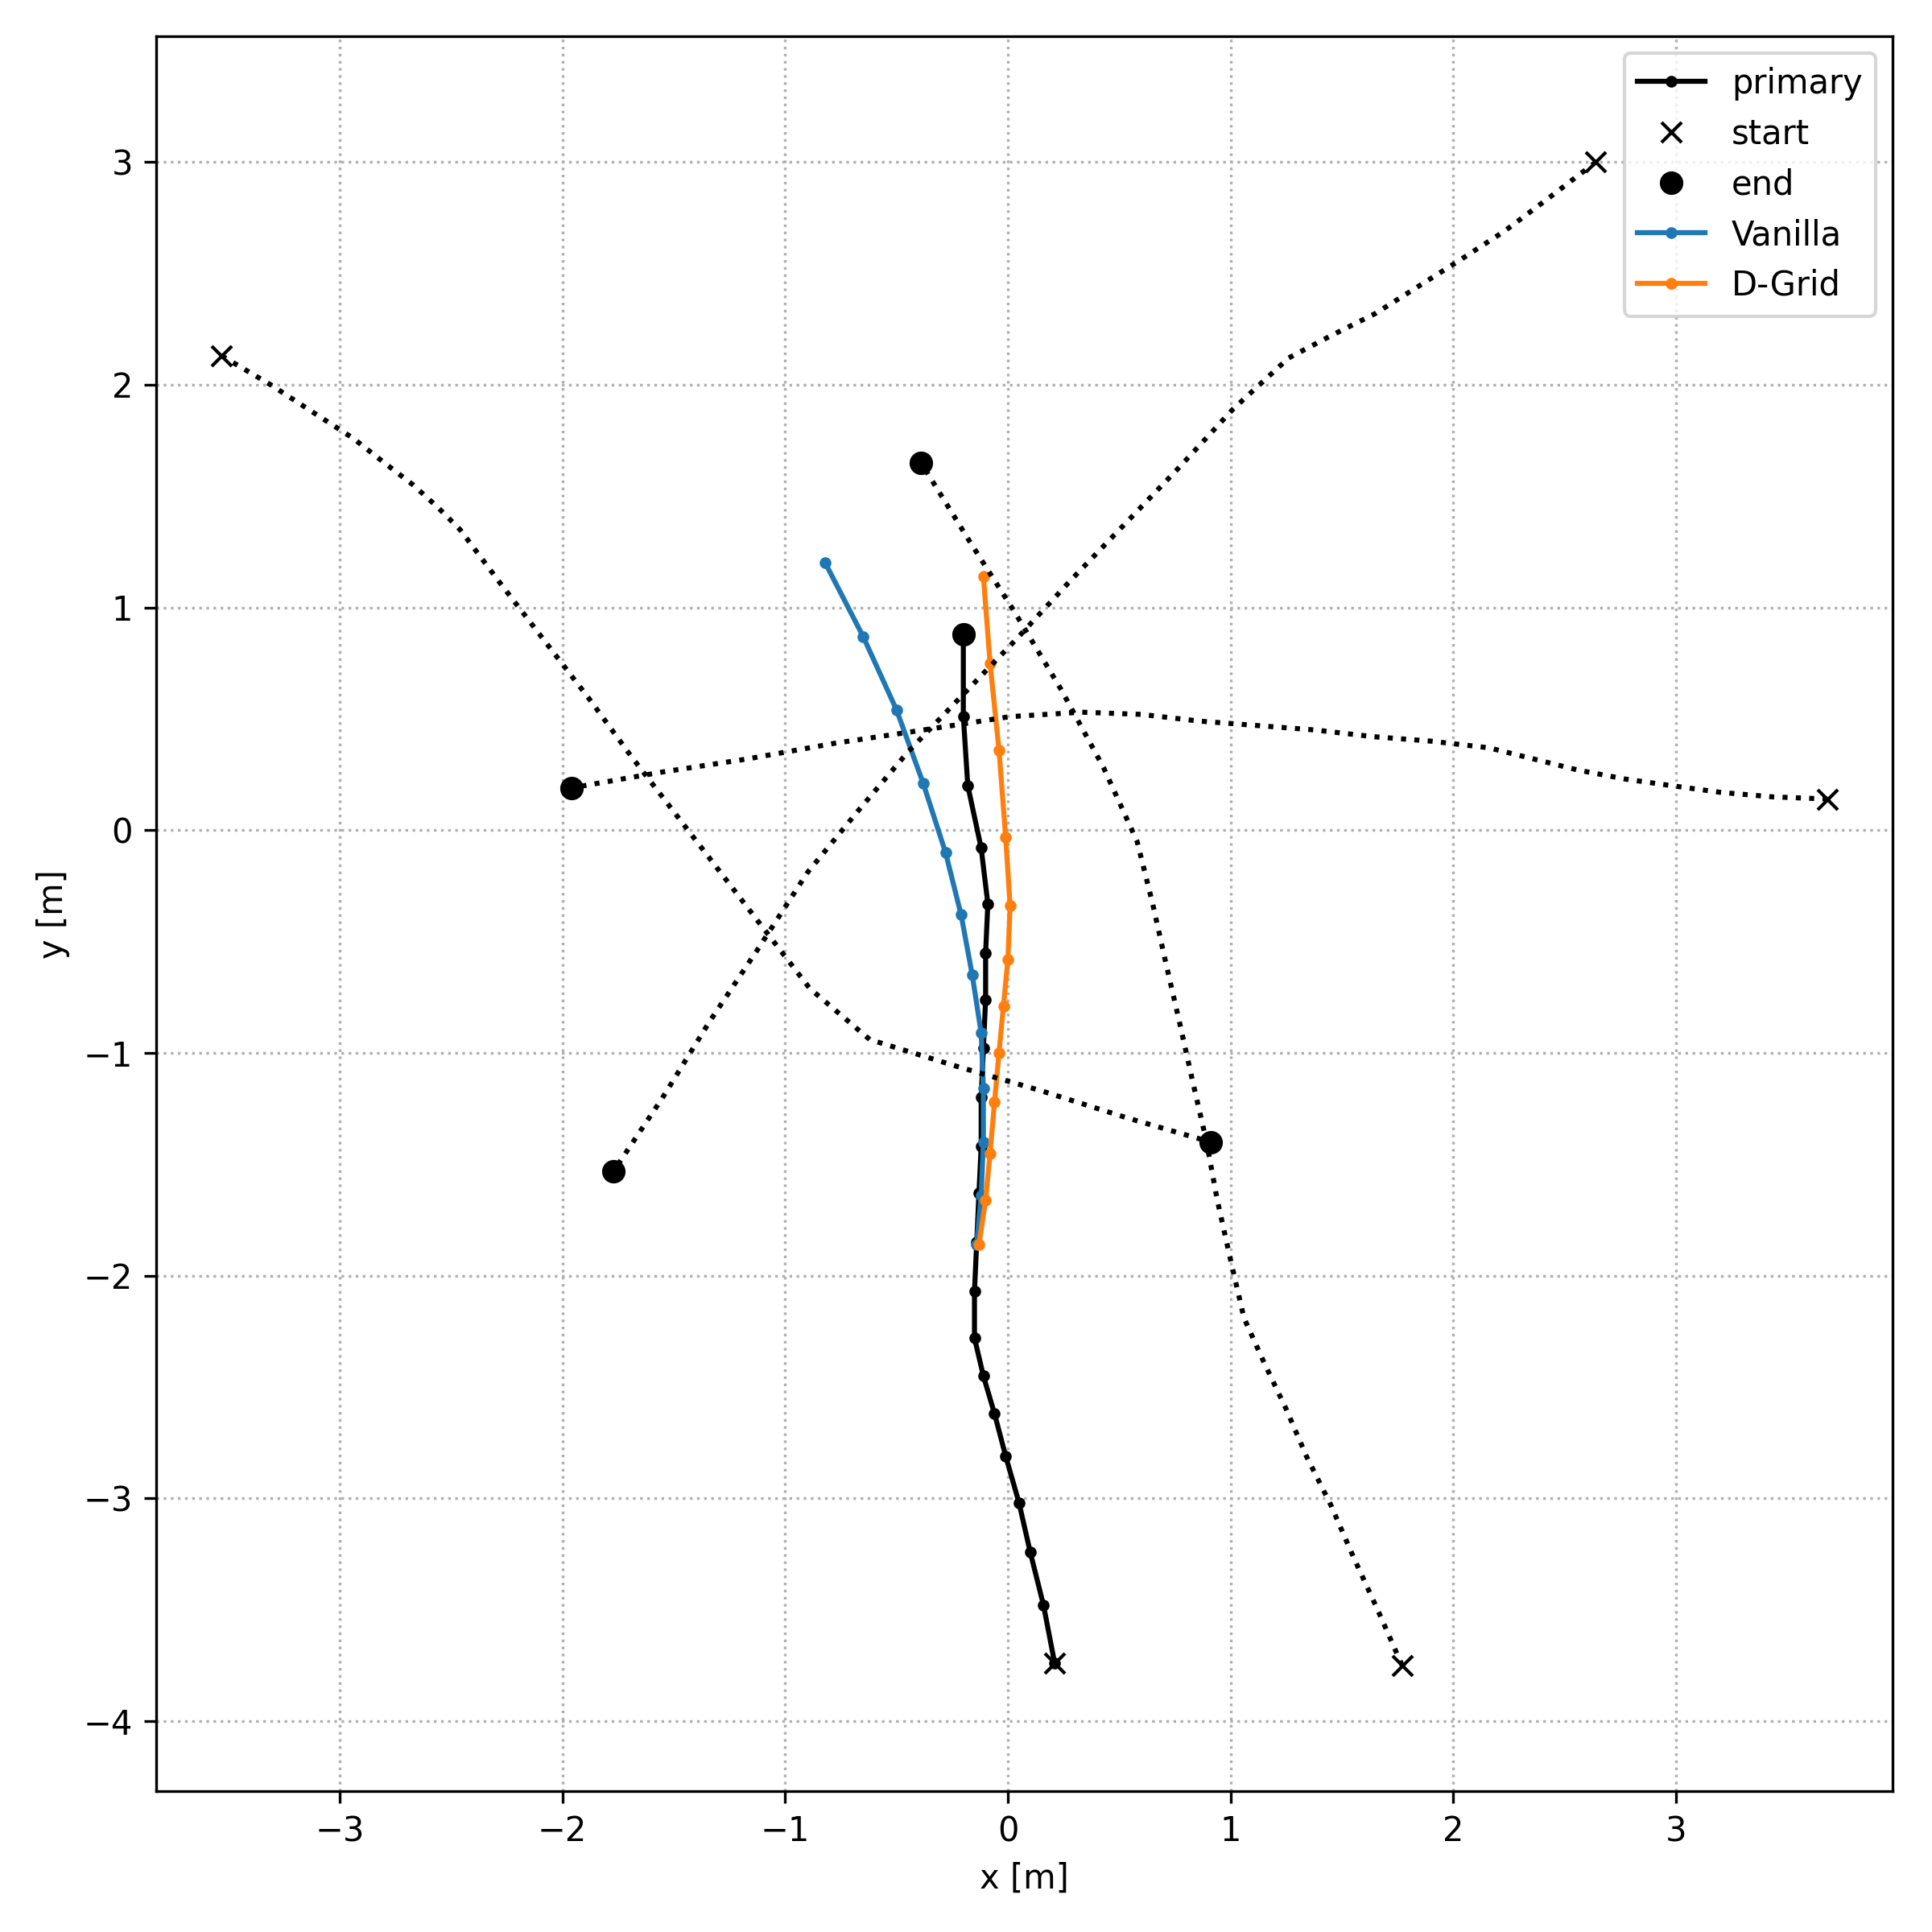 primary
start
end
Vanilla
D-Grid
3
2
1
0
−1
−2
−3
−4
y [m]
−3 −2 −1 0 1 2 3
x [m]